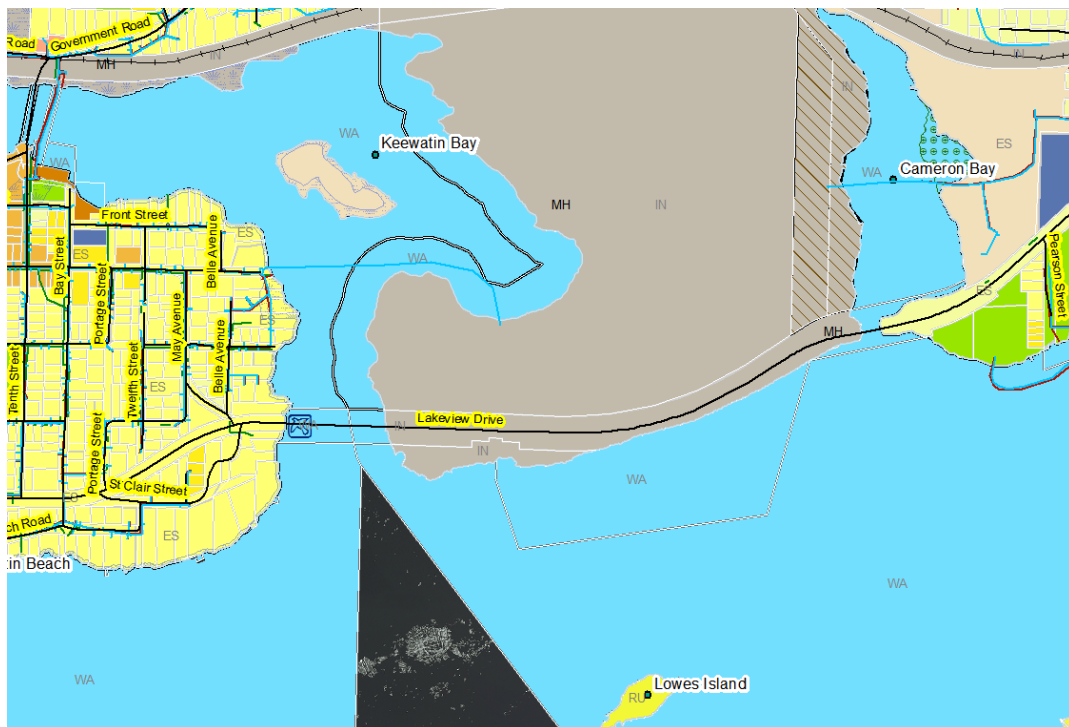 Road
Government Road
MH
IN
IN
IN
WA
Keewatin Bay
WA
WA
Cameron Bay
ES
MH
IN
Front Street
ES
ES
Belle Avenue
Bay Street
WA
Portage Street
May Avenue
ES
Pearson Street
ES
MH
Tenth Street
Twelfth Street
Belle Avenue
ES
Lakeview Drive
WA
IN
Portage Street
IN
WA
St Clair Street
ch Road
ES
tin Beach
WA
WA
Lowes Island
RU